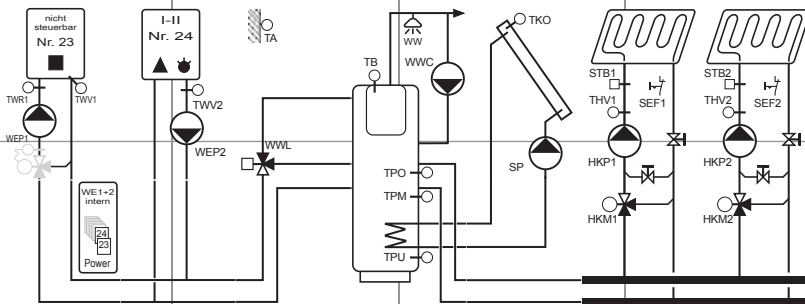 nicht
steuerbar
Nr. 23
I-II
Nr. 24
TA
TWR1
TWV1
TWV2
WEP1
WEP2
WWL
WE1+2
intern
24
23
Power
TB
WW
WWC
TKO
SP
TPO
TPM
TPU
STB1
SEF1
THV1
HKP1
HKM1
STB2
SEF2
THV2
HKP2
HKM2